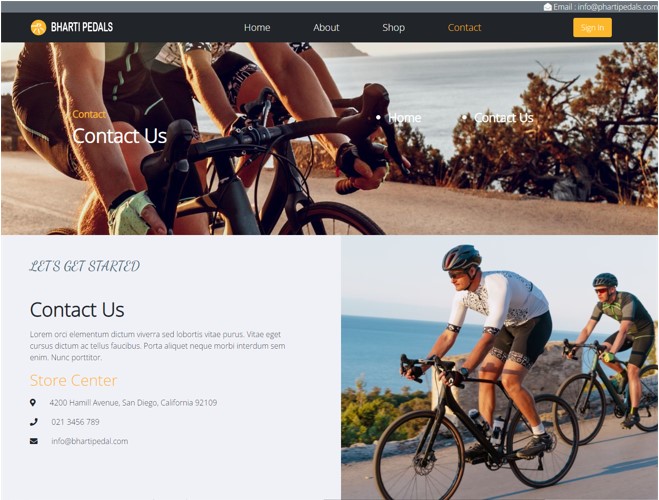 Email : info@phartipedals.com
BHARTI PEDALS
Home About Shop Contact Sign in
Contact
Contact Us
Home Contact Us
LET'S GET STARTED
Contact Us
Lorem orci elementum dictum viverra sed lobortis vitae purus. Vitae eget
cursus dictum ac tellus faucibus. Porta aliquet neque morbi interdum sem
enim. Nunc porttitor.
Store Center
4200 Hamill Avenue, San Diego, California 92109
021 3456 789
info@bhartipedal.com